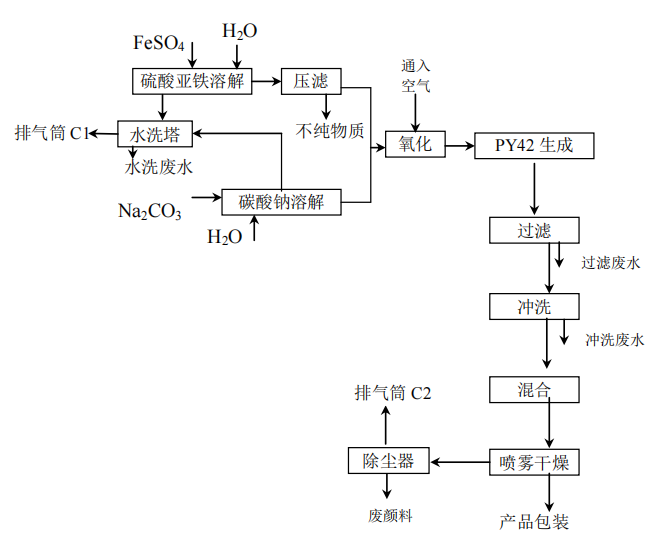 H₂O
FeSO₄
硫酸亚铁溶解
压滤
通入
空气
排气筒 C1
水洗塔
不纯物质
氧化
PY42 生成
水洗废水
Na₂CO₃
碳酸钠溶解
H₂O
过滤
过滤废水
冲洗
冲洗废水
混合
排气筒 C2
除尘器
喷雾干燥
废颜料
产品包装